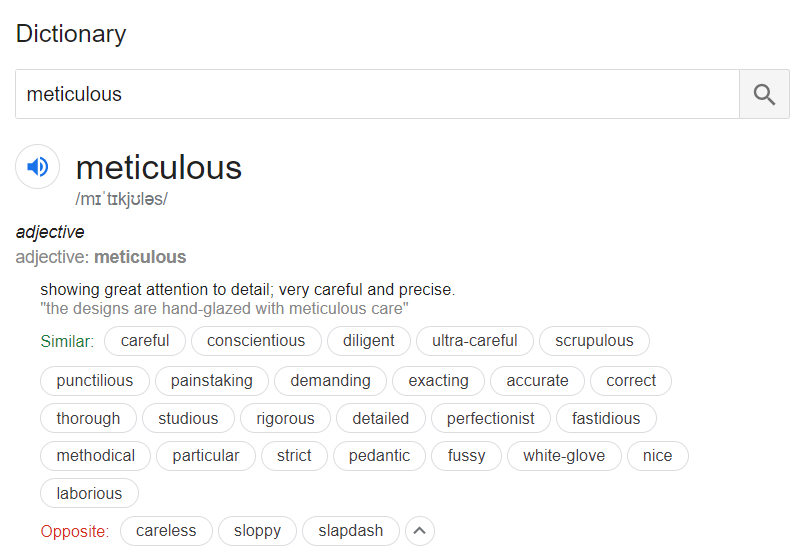 Dictionary
meticulous
meticulous
/mɪˈtɪkjʊləs/
adjective
adjective: meticulous
showing great attention to detail; very careful and precise.
"the designs are hand-glazed with meticulous care"
Similar: careful conscientious diligent ultra-careful scrupulous
punctilious painstaking demanding exacting accurate correct
thorough studious rigorous detailed perfectionist fastidious
methodical particular strict pedantic fussy white-glove nice
laborious
Opposite: careless sloppy slapdash